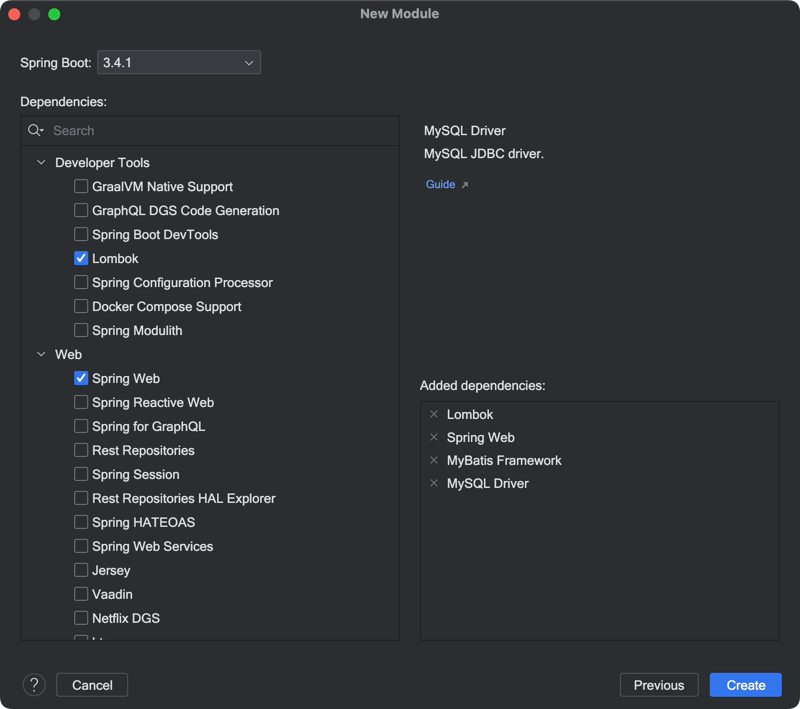 New Module
Spring Boot: 3.4.1
Dependencies:
Search
Developer Tools
GraalVM Native Support
GraphQL DGS Code Generation
Spring Boot DevTools
Lombok
Spring Configuration Processor
Docker Compose Support
Spring Modulith
Web
Spring Web
Spring Reactive Web
Spring for GraphQL
Rest Repositories
Spring Session
Rest Repositories HAL Explorer
Spring HATEOAS
Spring Web Services
Jersey
Vaadin
Netflix DGS
MySQL Driver
MySQL JDBC driver.
Guide
Added dependencies:
Lombok
Spring Web
MyBatis Framework
MySQL Driver
?
Cancel
Previous
Create